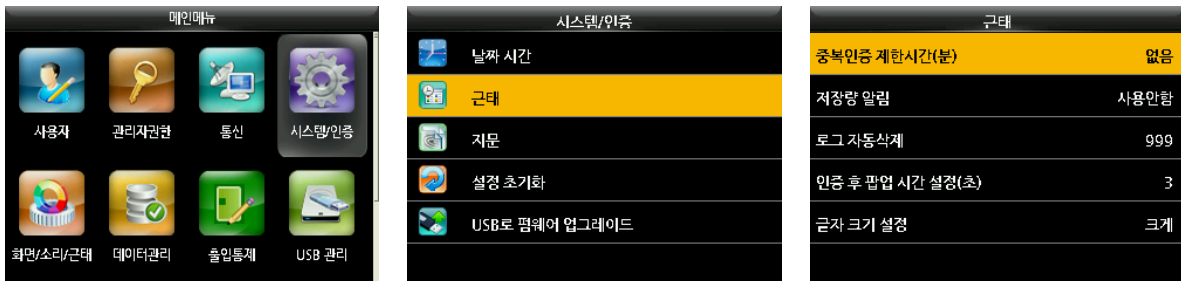 메인메뉴
사용자 관리자권한 통신 시스템/인증
화면/소리/근태 데이터관리 출입통제 USB 관리
시스템/인증
날짜 시간
근태
지문
설정 초기화
USB로 펌웨어 업그레이드
근태
중복인증 제한시간(분) 없음
저장량 알림 사용안함
로그 자동삭제 999
인증 후 팝업 시간 설정(초) 3
글자 크기 설정 크게